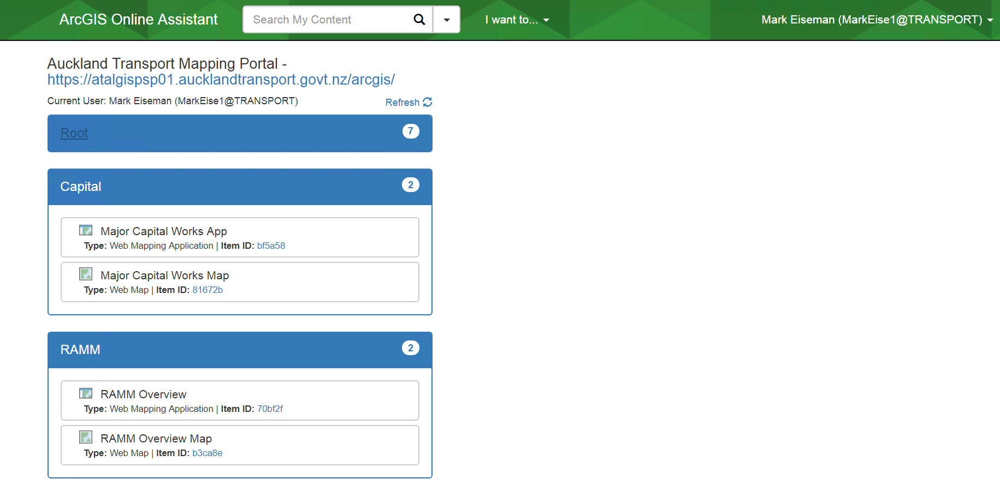 ArcGIS Online Assistant
Search My Content
I want to...
Mark Eiseman (MarkEise1@TRANSPORT)
Auckland Transport Mapping Portal -
https://atalgispsp01.aucklandtransport.govt.nz/arcgis/
Current User: Mark Eiseman (MarkEise1@TRANSPORT)
Refresh
Root
7
Capital
2
Major Capital Works App
Type: Web Mapping Application | Item ID: bf5a58
Major Capital Works Map
Type: Web Map | Item ID: 81672b
RAMM
2
RAMM Overview
Type: Web Mapping Application | Item ID: 70bf2f
RAMM Overview Map
Type: Web Map | Item ID: b3ca8e